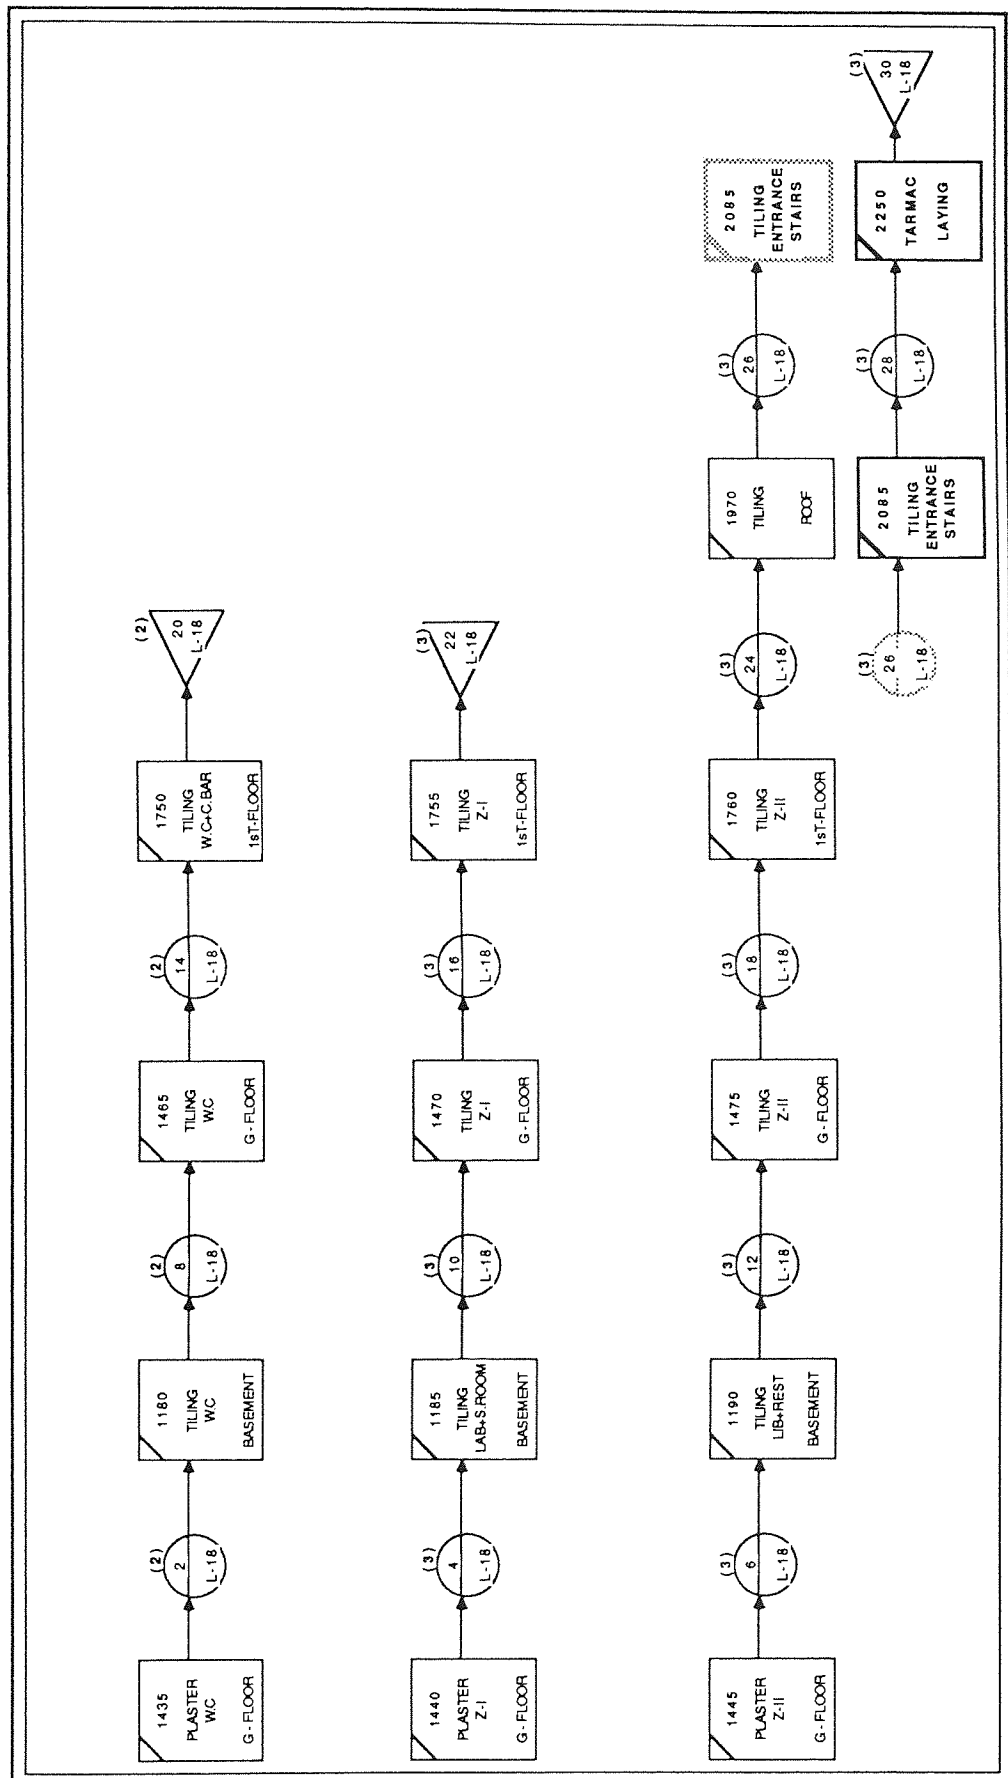 1435
PLASTER
W.C
G - FLOOR
(2)
2
L-18
1180
TILING
W.C
BASEMENT
(2)
8
L-18
1465
TILING
W.C
G - FLOOR
(2)
14
L-18
1750
TILING
W.C+C.BAR
1sT-FLOOR
(2)
20
L-18
1440
PLASTER
Z-I
G - FLOOR
(3)
4
L-18
1185
TILING
LAB+S.ROOM
BASEMENT
(3)
10
L-18
1470
TILING
Z-I
G - FLOOR
(3)
16
L-18
1755
TILING
Z-I
1sT-FLOOR
(3)
22
L-18
1445
PLASTER
Z-II
G - FLOOR
(3)
6
L-18
1190
TILING
LIB+REST
BASEMENT
(3)
12
L-18
1475
TILING
Z-II
G - FLOOR
(3)
18
L-18
1760
TILING
Z-II
1sT-FLOOR
(3)
24
L-18
1970
TILING
ROOF
(3)
26
L-18
2085
TILING
ENTRANCE
STAIRS
(3)
26
L-18
2085
TILING
ENTRANCE
STAIRS
(3)
28
L-18
2250
TARMAC
LAYING
(3)
30
L-18